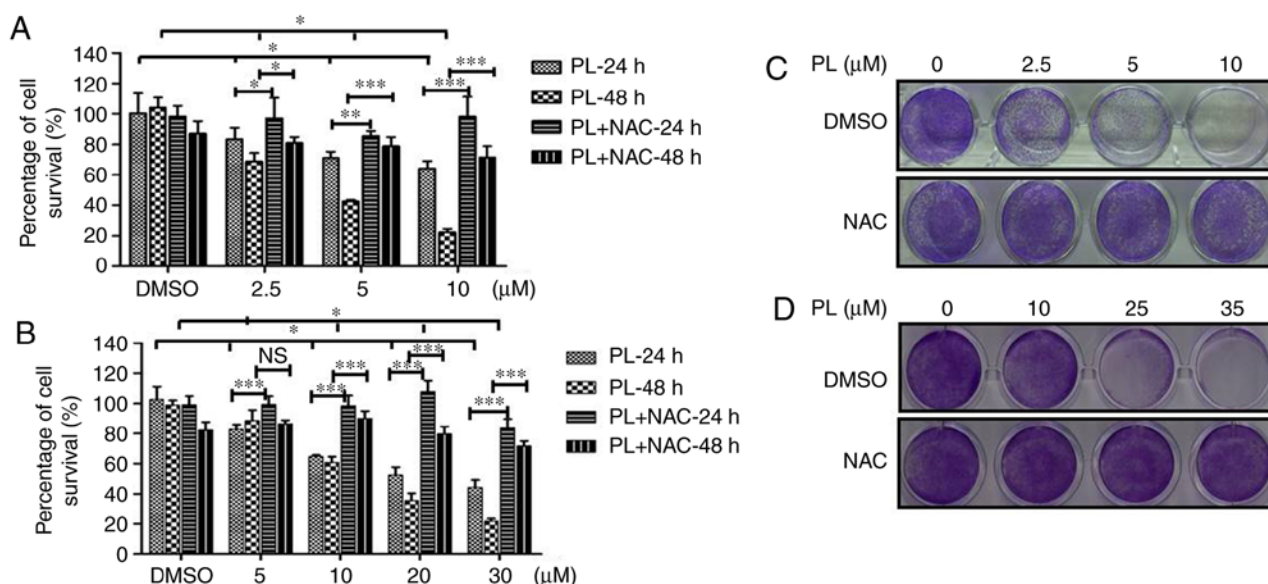 A
*
*
Percentage of cell
survival (%)
140
120
100
80
60
40
20
0
*
*
**
***
***
***
DMSO 2.5 5 10 (μM)
PL-24 h
PL-48 h
PL+NAC-24 h
PL+NAC-48 h
B
*
*
Percentage of cell
survival (%)
140
120
100
80
60
40
20
0
***
NS
***
***
***
***
***
***
DMSO 5 10 20 30 (μM)
PL-24 h
PL-48 h
PL+NAC-24 h
PL+NAC-48 h
C
PL (μM) 0 2.5 5 10
DMSO
NAC
D
PL (μM) 0 10 25 35
DMSO
NAC